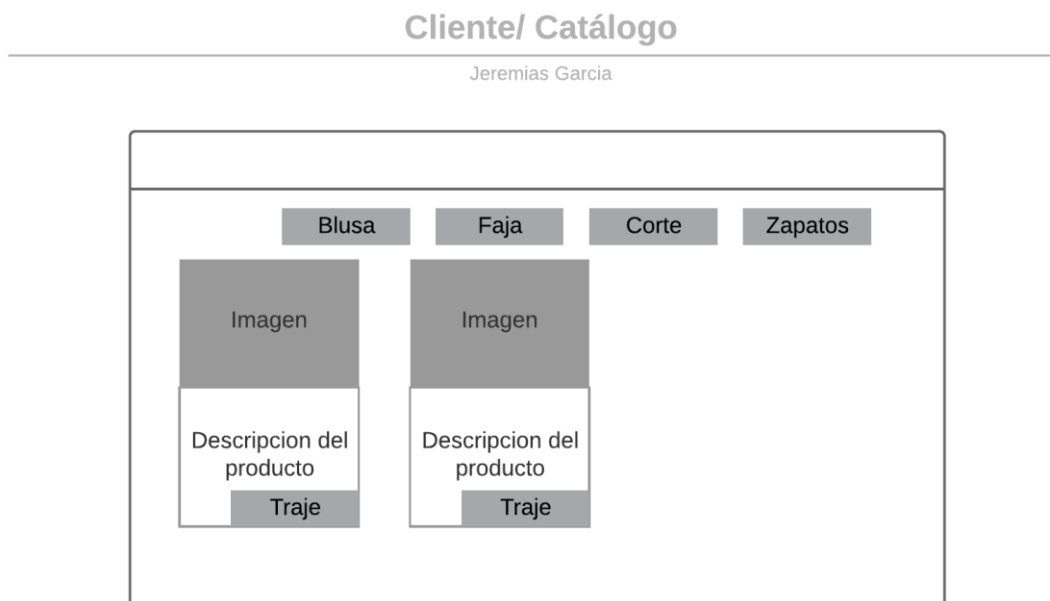 Cliente/ Catálogo
Jeremias Garcia
Blusa
Faja
Corte
Zapatos
Imagen
Imagen
Descripcion del
producto
Traje
Descripcion del
producto
Traje